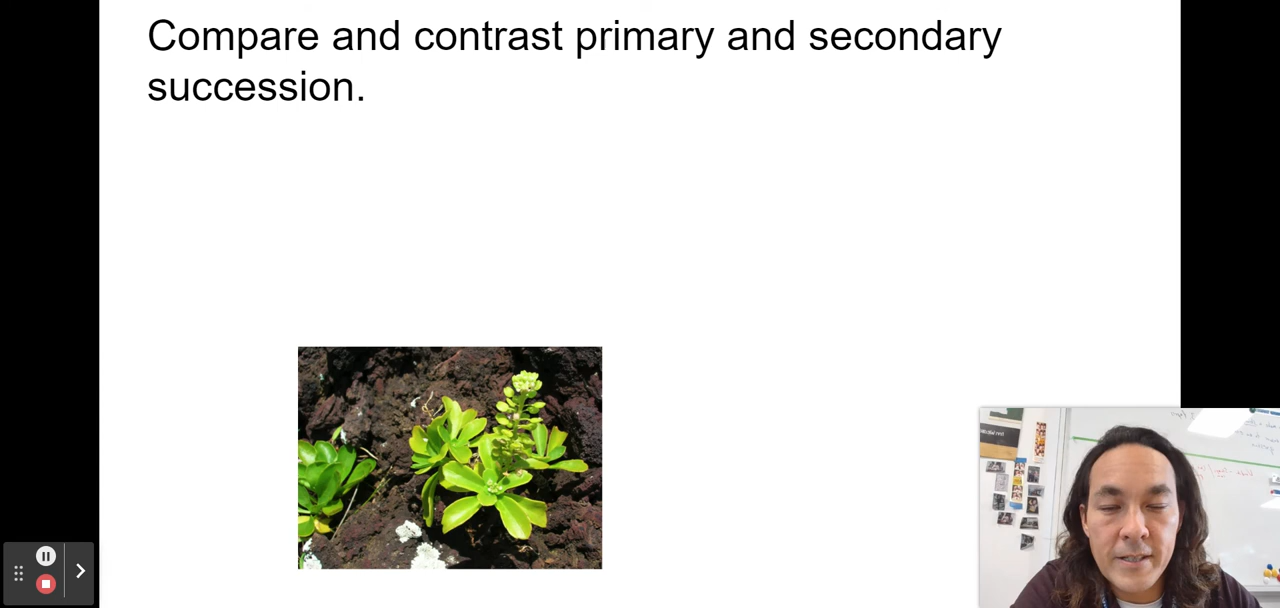 Compare and contrast primary and secondary
succession.